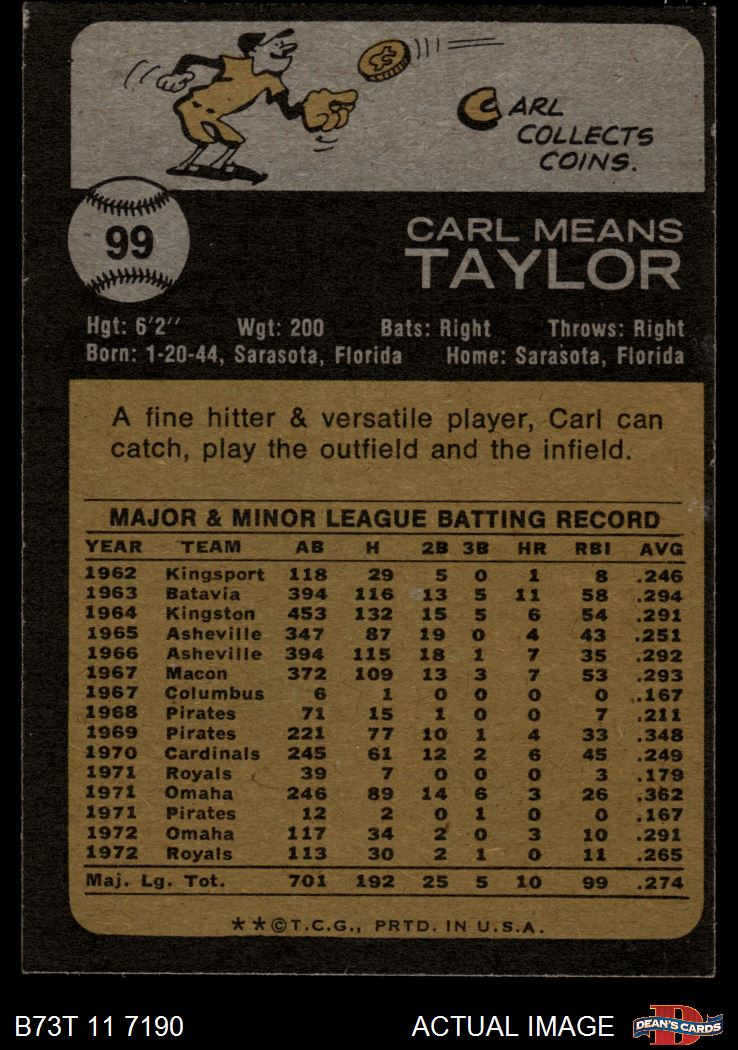 CARL
COLLECTS
COINS.
99
CARL MEANS
TAYLOR
Hgt: 6'2" Wgt: 200 Bats: Right Throws: Right
Born: 1-20-44, Sarasota, Florida Home: Sarasota, Florida
A fine hitter & versatile player, Carl can
catch, play the outfield and the infield.
MAJOR & MINOR LEAGUE BATTING RECORD
YEAR TEAM AB H 2B 3B HR RBI AVG
1962 Kingsport 118 29 5 0 1 8 .246
1963 Batavia 394 116 13 5 11 58 .294
1964 Kingston 453 132 15 5 6 54 .291
1965 Asheville 347 87 19 0 4 43 .251
1966 Asheville 394 115 18 1 7 35 .292
1967 Macon 372 109 13 3 7 53 .293
1967 Columbus 6 1 0 0 0 0 .167
1968 Pirates 71 15 1 0 0 7 .211
1969 Pirates 221 77 10 1 4 33 .348
1970 Cardinals 245 61 12 2 6 45 .249
1971 Royals 39 7 0 0 0 3 .179
1971 Omaha 246 89 14 6 3 26 .362
1971 Pirates 12 2 0 1 0 0 .167
1972 Omaha 117 34 2 0 3 10 .291
1972 Royals 113 30 2 1 0 11 .265
Maj. Lg. Tot. 701 192 25 5 10 99 .274
**©T.C.G., PRTD. IN U.S.A.
B73T 11 7190 ACTUAL IMAGE DEAN'S CARDS